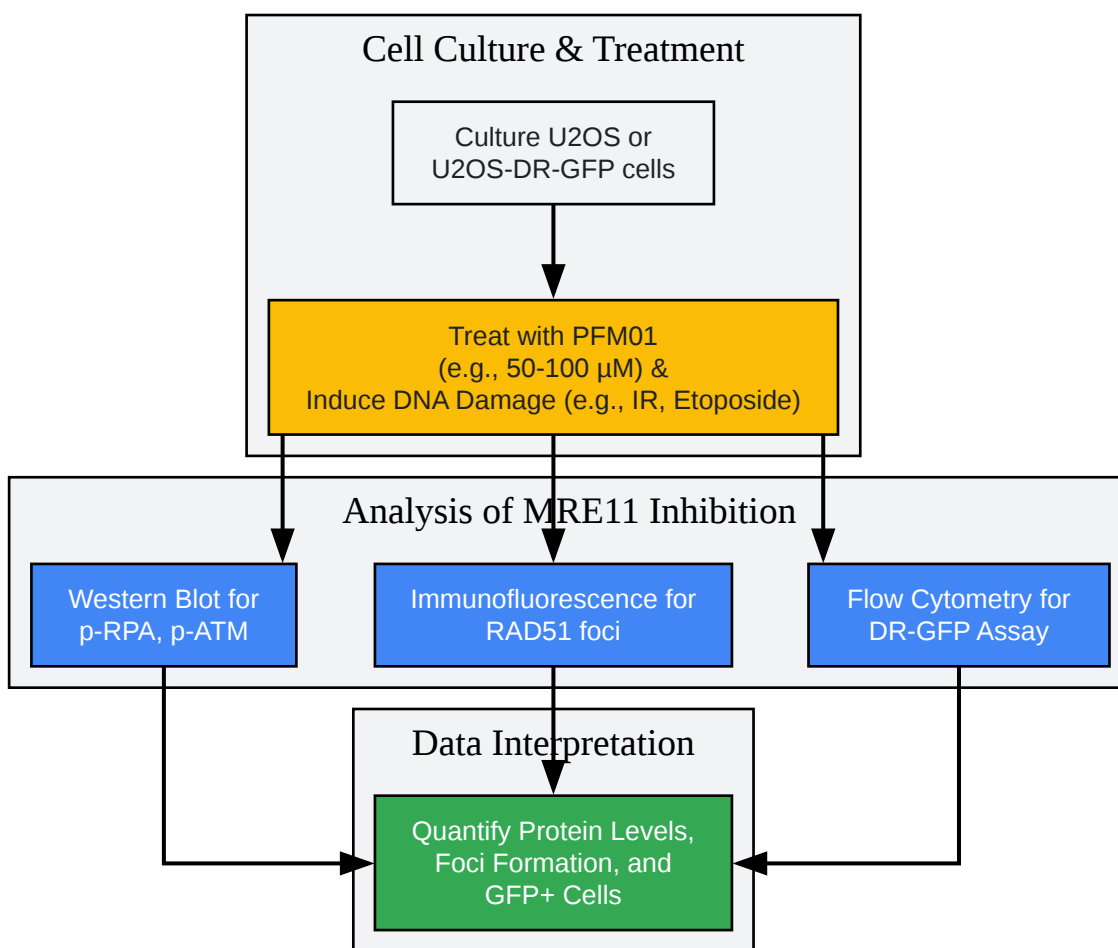 Cell Culture & Treatment
Culture U2OS or
U2OS-DR-GFP cells
Treat with PFM01
(e.g., 50-100 µM) &
Induce DNA Damage (e.g., IR, Etoposide)
Analysis of MRE11 Inhibition
Western Blot for
p-RPA, p-ATM
Immunofluorescence for
RAD51 foci
Flow Cytometry for
DR-GFP Assay
Data Interpretation
Quantify Protein Levels,
Foci Formation, and
GFP+ Cells